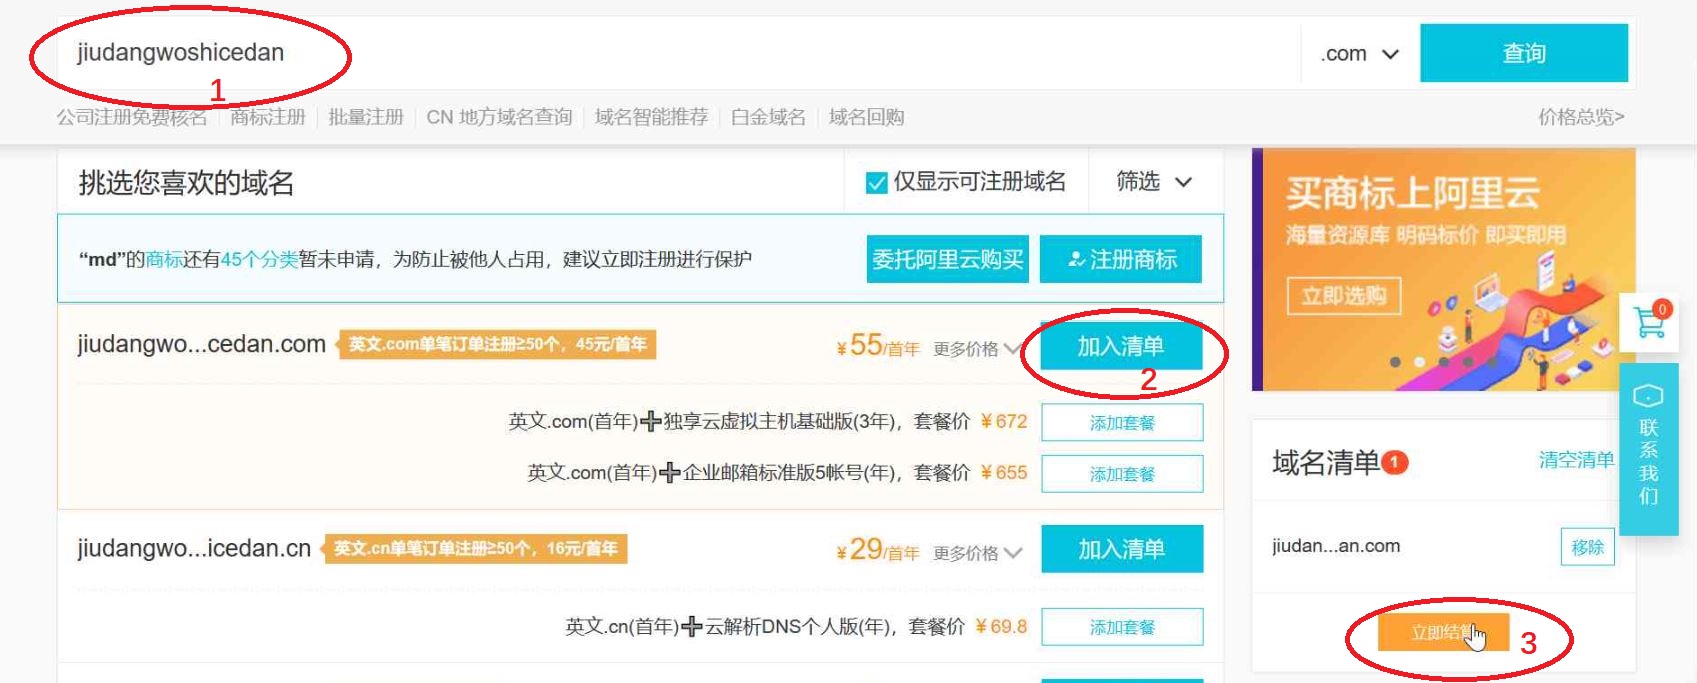 jiudangwoshicedan
1
.com
查询
公司注册免费核名 商标注册 批量注册 CN 地方域名查询 域名智能推荐 白金域名 域名回购
价格总览>
挑选您喜欢的域名
仅显示可注册域名
筛选
“md”的商标还有45个分类暂未申请，为防止被他人占用，建议立即注册进行保护
委托阿里云购买
注册商标
jiudangwo...cedan.com
英文.com单笔订单注册≥50个，45元/首年
¥55/首年 更多价格
加入清单
2
英文.com(首年)➕独享云虚拟主机基础版(3年)，套餐价 ¥672
添加套餐
英文.com(首年)➕企业邮箱标准版5帐号(年)，套餐价 ¥655
添加套餐
jiudangwo...icedan.cn
英文.cn单笔订单注册≥50个，16元/首年
¥29/首年 更多价格
加入清单
英文.cn(首年)➕云解析DNS个人版(年)，套餐价 ¥69.8
添加套餐
买商标上阿里云
海量资源库 明码标价 即买即用
立即选购
0
联系我们
域名清单 1
清空清单
jiudan...an.com
移除
立即结算
3